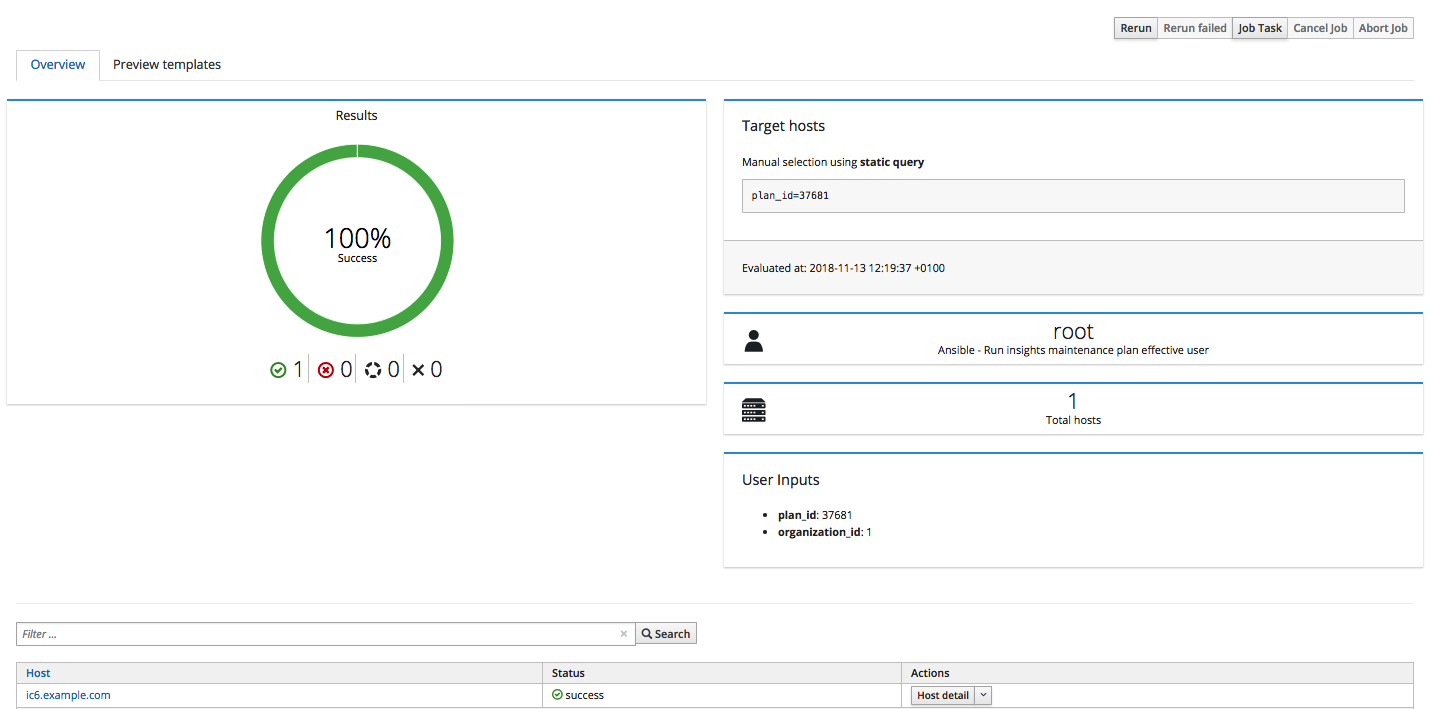 Rerun Rerun failed Job Task Cancel Job Abort Job
Overview Preview templates
Results
100%
Success
1 0 0 0
Target hosts
Manual selection using static query
plan_id=37681
Evaluated at: 2018-11-13 12:19:37 +0100
root
Ansible - Run insights maintenance plan effective user
1
Total hosts
User Inputs
• plan_id: 37681
• organization_id: 1
Filter ... × Search
Host Status Actions
ic6.example.com success Host detail